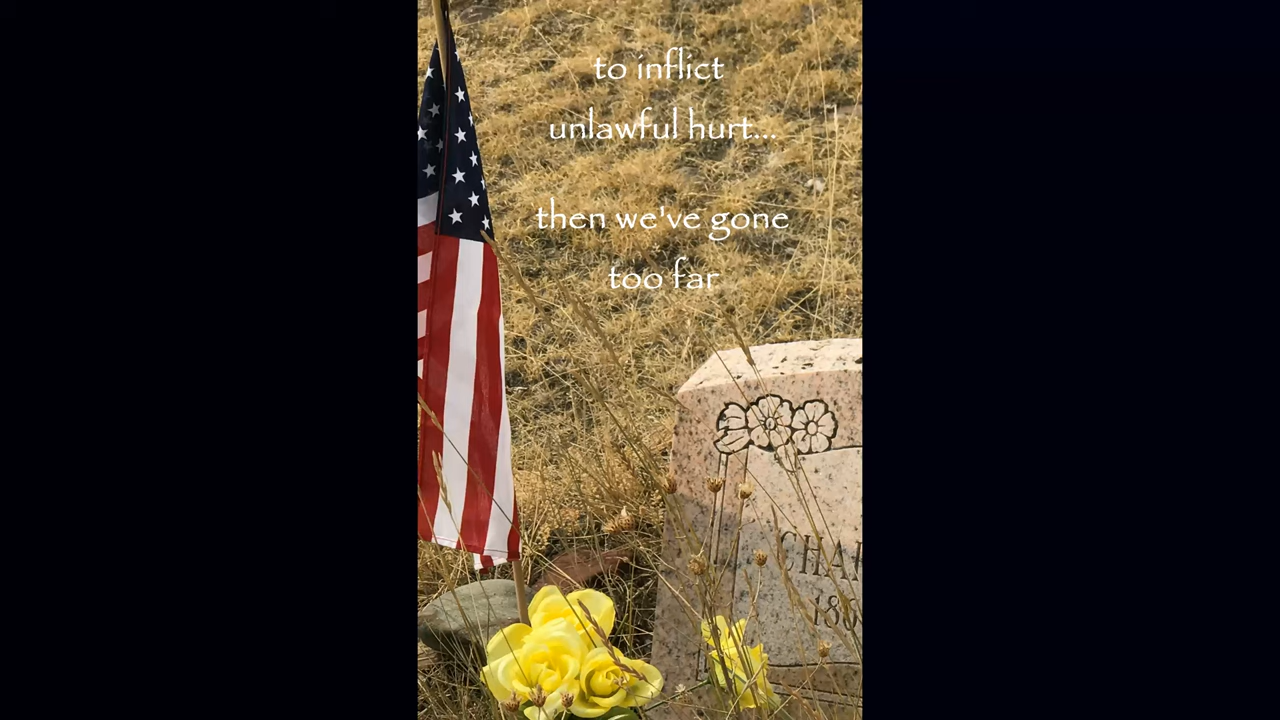 to inflict
unlawful hurt...
then we've gone
too far